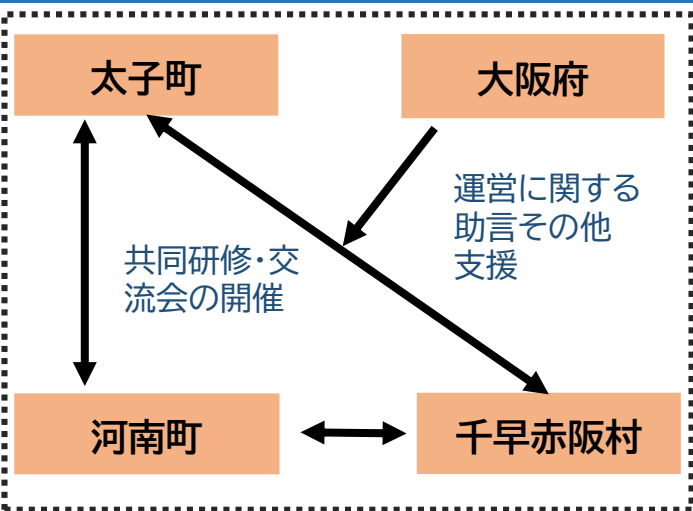 太子町
大阪府
運営に関する
助言その他
支援
共同研修・交
流会の開催
河南町
千早赤阪村